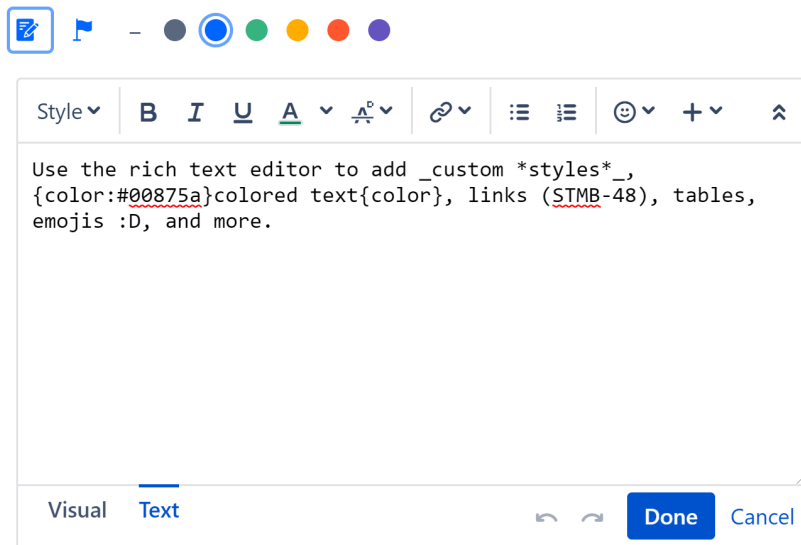 Style B I U A
Use the rich text editor to add _custom *styles*_,
{color:#00875a}colored text{color}, links (STMB-48), tables,
emojis :D, and more.
Visual Text Done Cancel